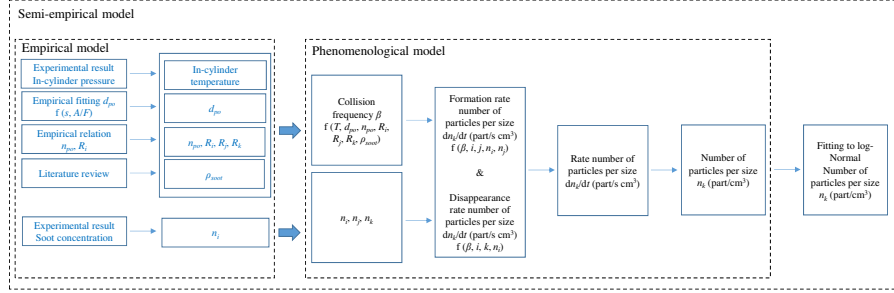 Semi-empirical model
Empirical model
Experimental result
In-cylinder pressure
In-cylinder
temperature
Empirical fitting dpo
f (s, A/F)
dpo
Empirical relation
npo, Ri
npo, Ri, Rj, Rk
Literature review
ρsoot
Experimental result
Soot concentration
ni
Phenomenological model
Collision
frequency β
f (T, dpo, npo, Ri,
Rj, Rk, ρsoot)
ni, nj, nk
Formation rate
number of
particles per size
dnk/dt (part/s cm³)
f (β, i, j, ni, nj)
&
Disappearance
rate number of
particles per size
dnk/dt (part/s cm³)
f (β, i, k, ni)
Rate number of
particles per size
dnk/dt (part/s cm³)
Number of
particles per size
nk (part/cm³)
Fitting to log-
Normal
Number of
particles per size
nk (part/cm³)